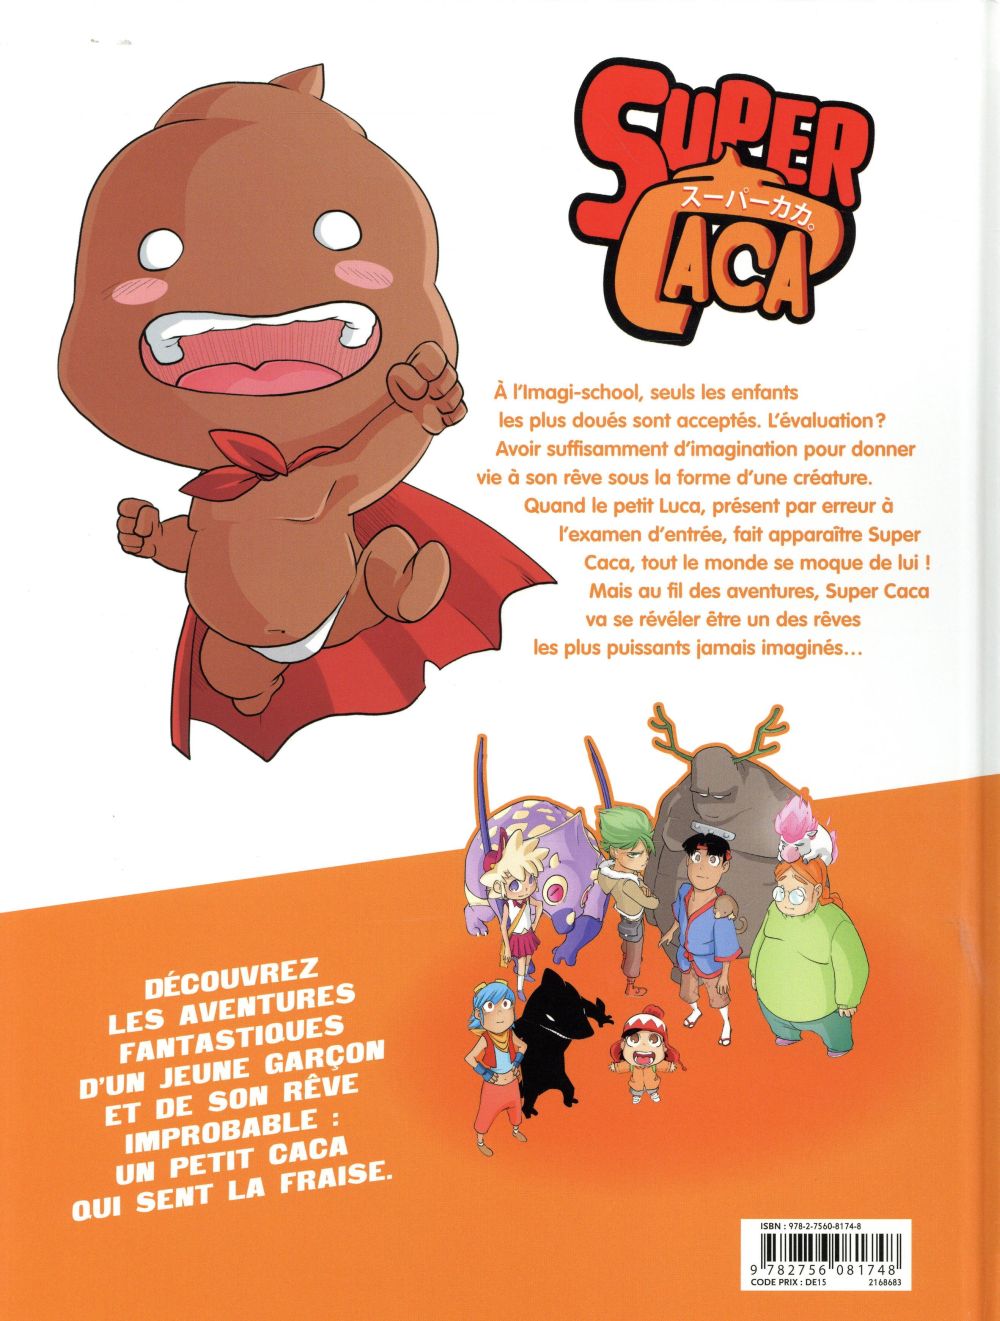 SUPER
スーパーカカ。
CACA
À l'Imagi-school, seuls les enfants
les plus doués sont acceptés. L'évaluation ?
Avoir suffisamment d'imagination pour donner
vie à son rêve sous la forme d'une créature.
Quand le petit Luca, présent par erreur à
l'examen d'entrée, fait apparaître Super
Caca, tout le monde se moque de lui !
Mais au fil des aventures, Super Caca
va se révéler être un des rêves
les plus puissants jamais imaginés...
DÉCOUVREZ
LES AVENTURES
FANTASTIQUES
D'UN JEUNE GARÇON
ET DE SON RÊVE
IMPROBABLE :
UN PETIT CACA
QUI SENT LA FRAISE.
ISBN : 978-2-7560-8174-8
9 782756 081748
CODE PRIX : DE15 2168683